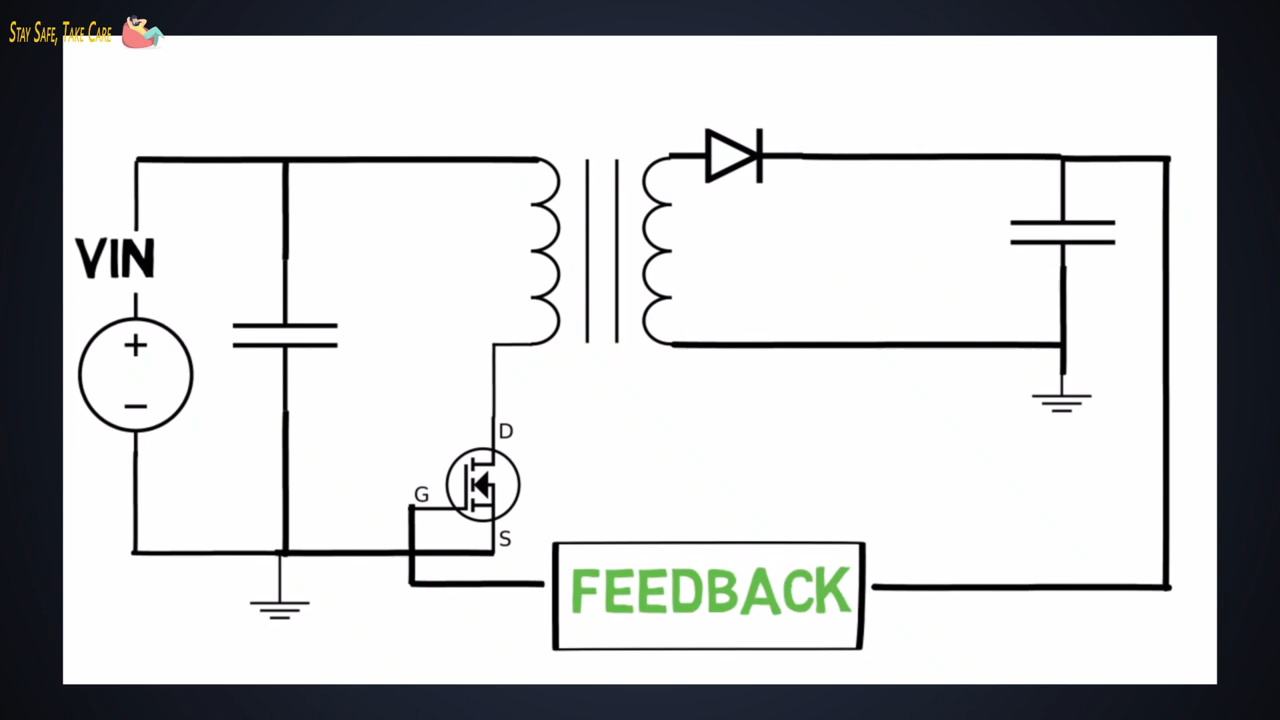 Stay Safe, Take Care
VIN
+
−
D
G
S
FEEDBACK